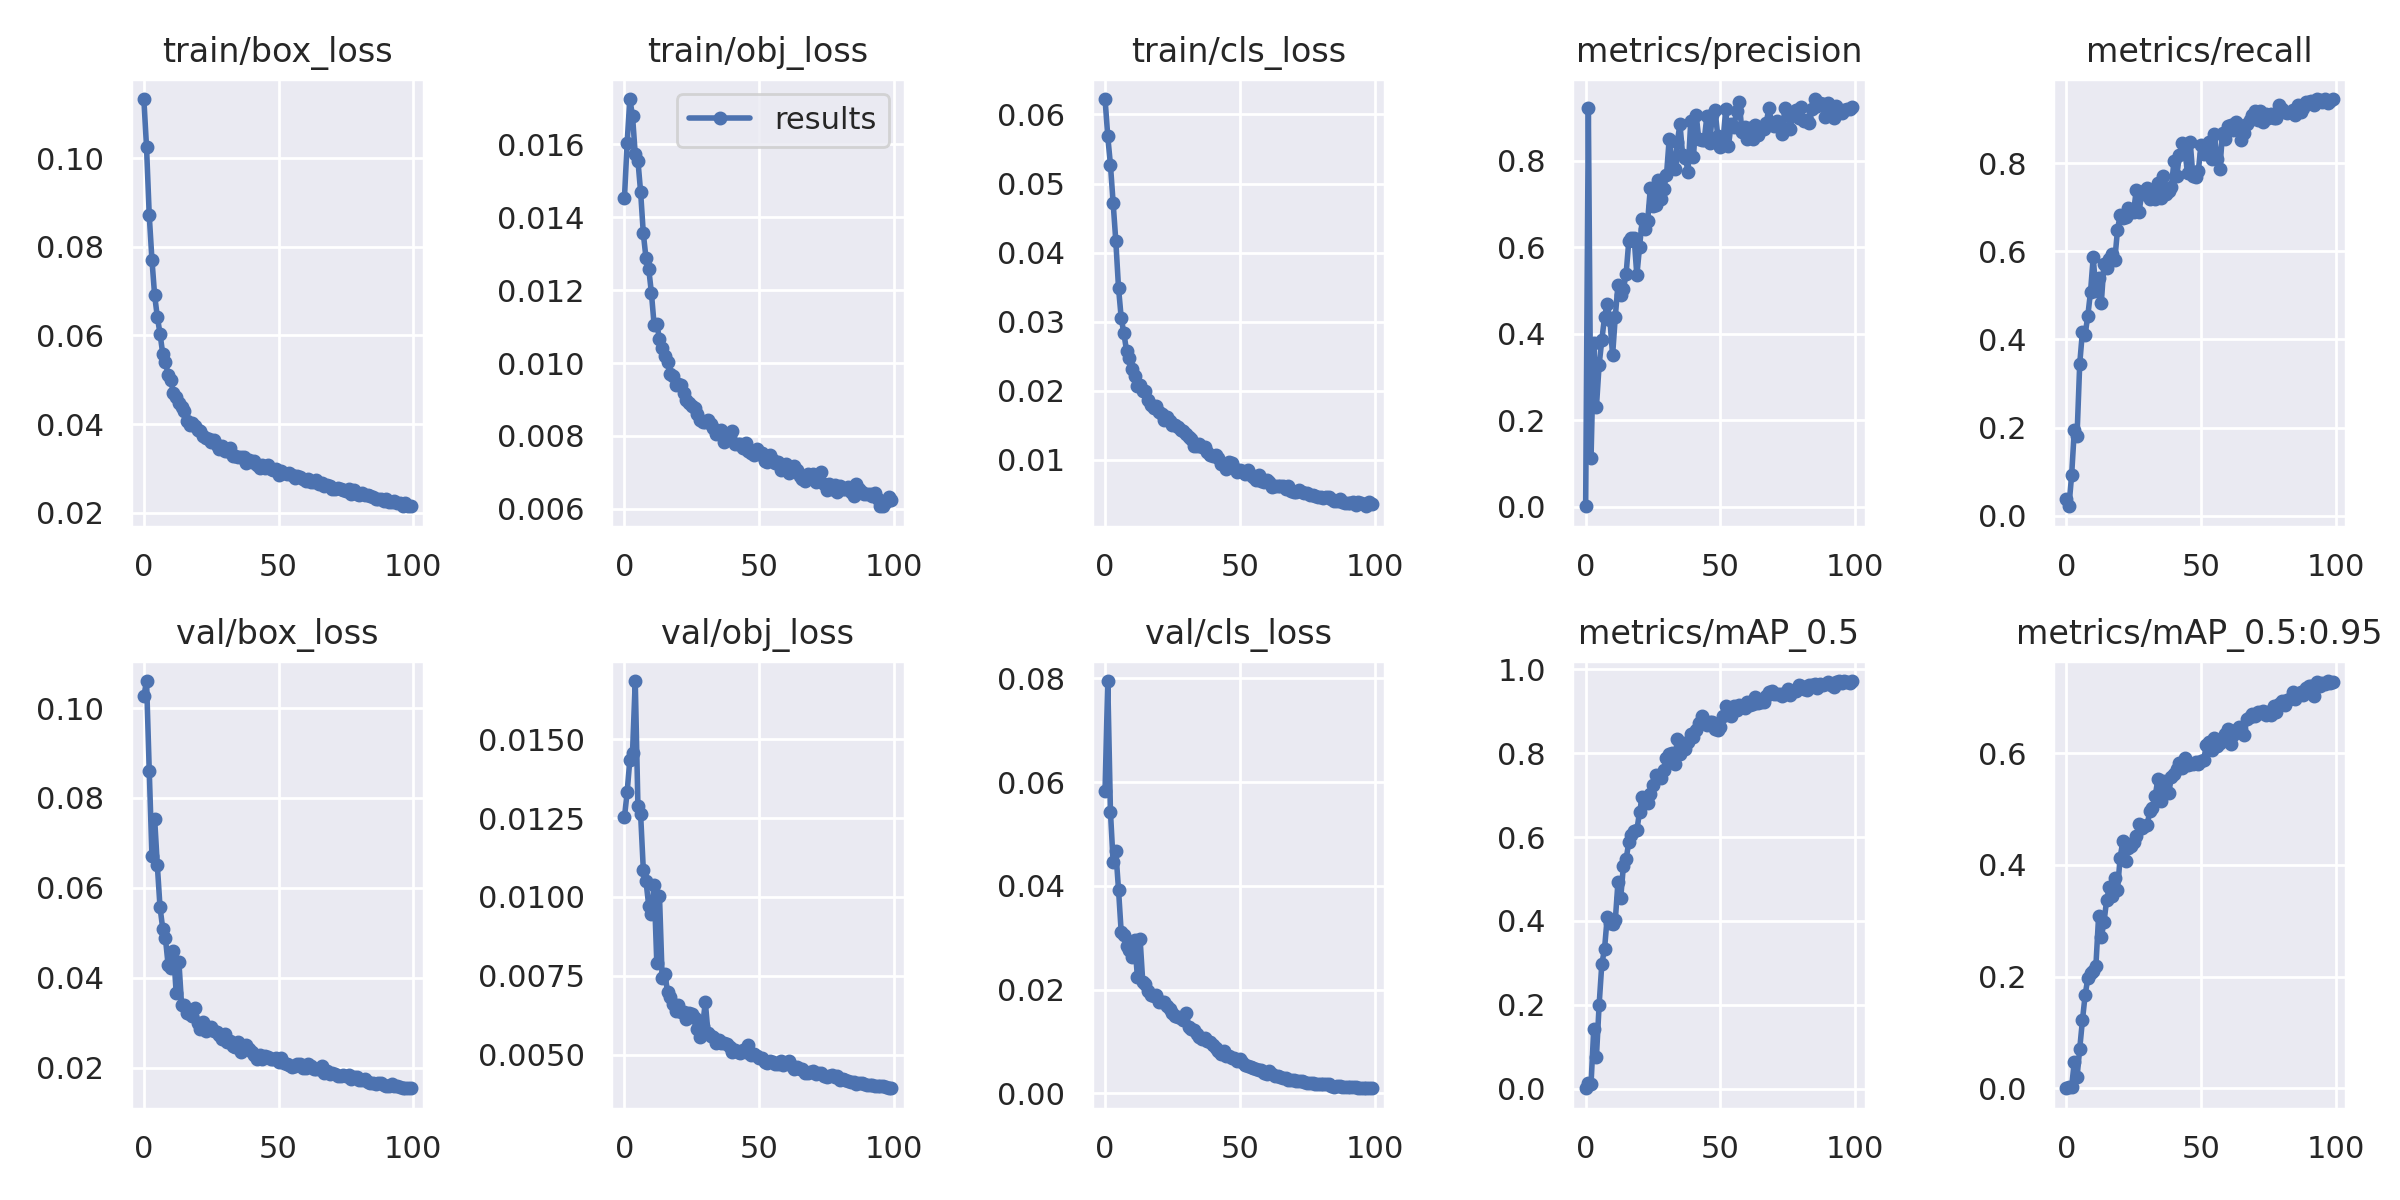 train/box_loss
0.10
0.08
0.06
0.04
0.02
0 50 100
train/obj_loss
results
0.016
0.014
0.012
0.010
0.008
0.006
0 50 100
train/cls_loss
0.06
0.05
0.04
0.03
0.02
0.01
0 50 100
metrics/precision
0.8
0.6
0.4
0.2
0.0
0 50 100
metrics/recall
0.8
0.6
0.4
0.2
0.0
0 50 100
val/box_loss
0.10
0.08
0.06
0.04
0.02
0 50 100
val/obj_loss
0.0150
0.0125
0.0100
0.0075
0.0050
0 50 100
val/cls_loss
0.08
0.06
0.04
0.02
0.00
0 50 100
metrics/mAP_0.5
1.0
0.8
0.6
0.4
0.2
0.0
0 50 100
metrics/mAP_0.5:0.95
0.6
0.4
0.2
0.0
0 50 100